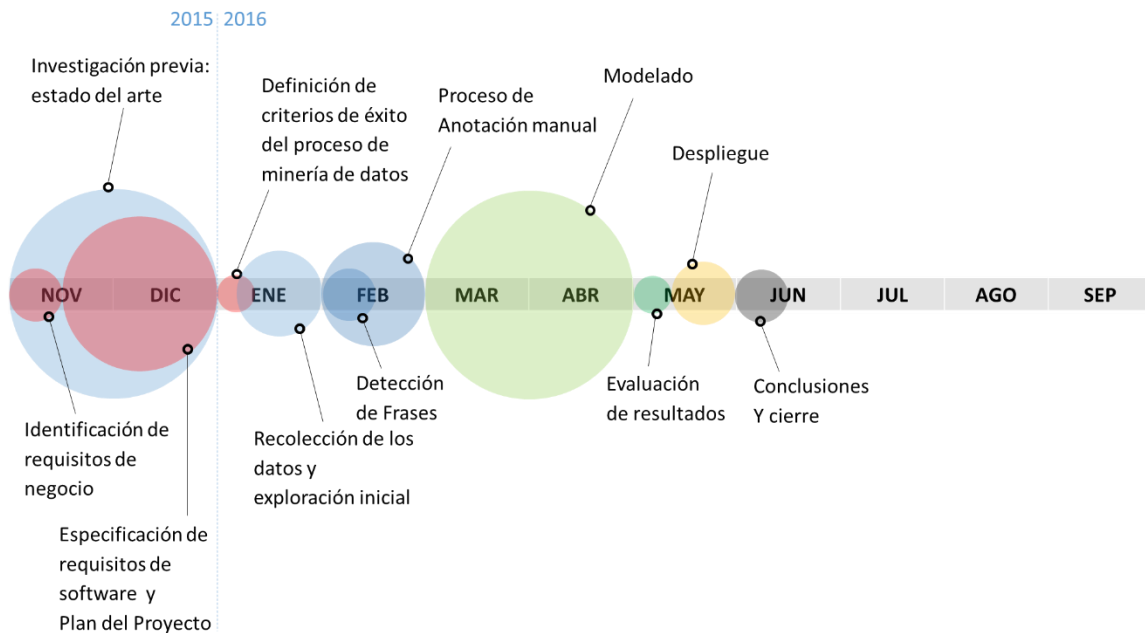 2015 2016
Investigación previa:
estado del arte
Definición de
criterios de éxito
del proceso de
minería de datos
Proceso de
Anotación manual
Modelado
Despliegue
NOV DIC ENE FEB MAR ABR MAY JUN JUL AGO SEP
Identificación de
requisitos de
negocio
Especificación de
requisitos de
software y
Plan del Proyecto
Recolección de los
datos y
exploración inicial
Detección
de Frases
Evaluación
de resultados
Conclusiones
Y cierre